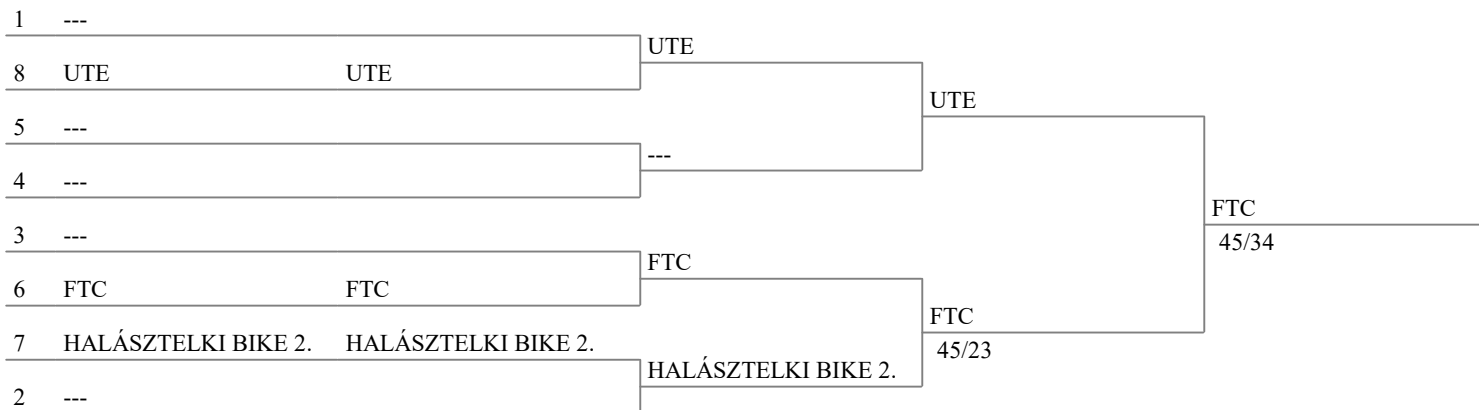 1 ---
UTE
8 UTE UTE
UTE
5 ---
---
4 ---
FTC
3 ---
45/34
FTC
6 FTC FTC
FTC
7 HALÁSZTELKI BIKE 2. HALÁSZTELKI BIKE 2.
45/23
HALÁSZTELKI BIKE 2.
2 ---